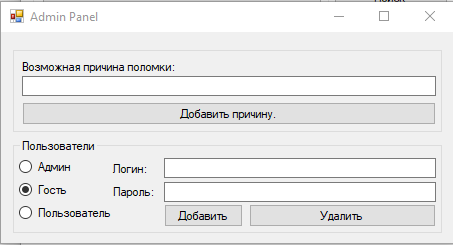 Admin Panel
Возможная причина поломки:
Добавить причину.
Пользователи
Админ
Логин:
Гость
Пароль:
Пользователь
Добавить
Удалить